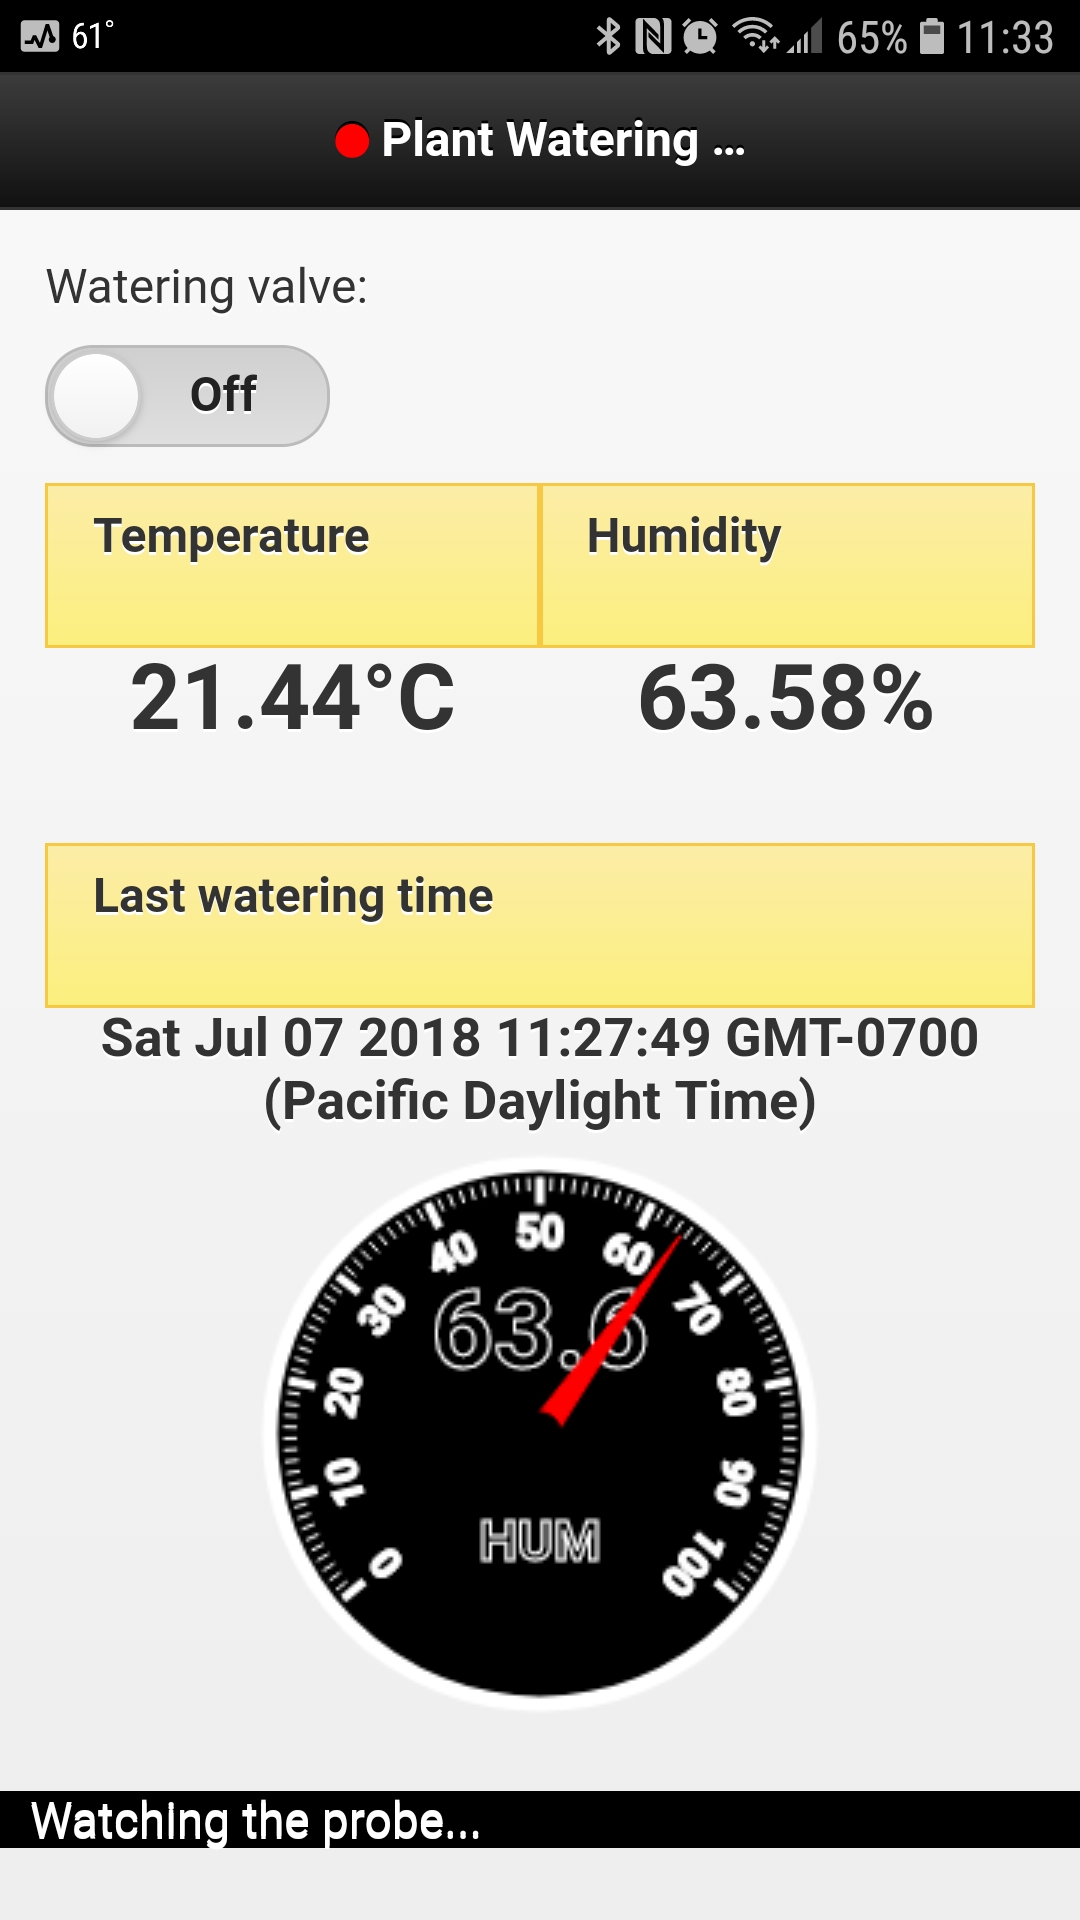 61° 65% 11:33
Plant Watering ...
Watering valve:
Off
Temperature Humidity
21.44°C 63.58%
Last watering time
Sat Jul 07 2018 11:27:49 GMT-0700
(Pacific Daylight Time)
0 10 20 30 40 50 60 70 80 90 100
63.6
HUM
Watching the probe...